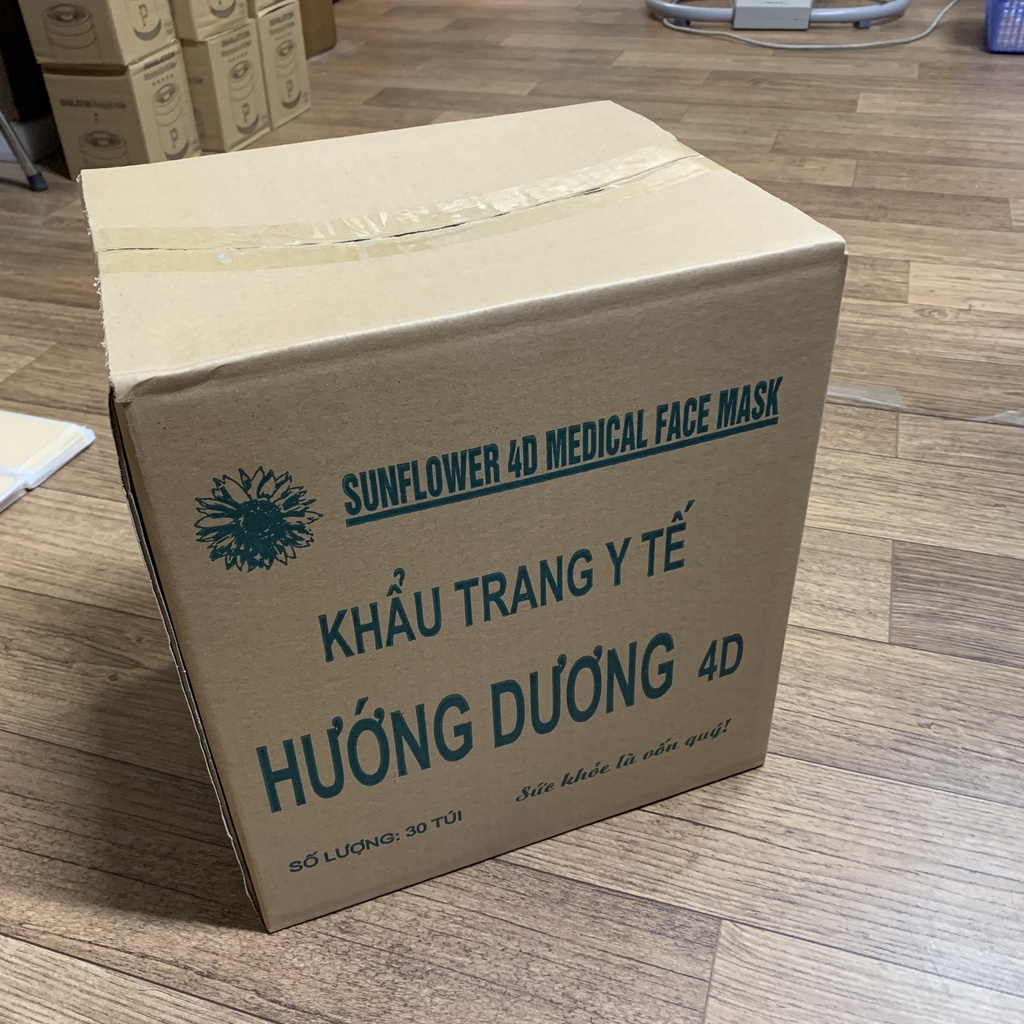 SUNFLOWER 4D MEDICAL FACE MASK
KHẨU TRANG Y TẾ
HƯỚNG DƯƠNG 4D
Sức khỏe là vốn quý!
SỐ LƯỢNG: 30 TÚI
P
P
P